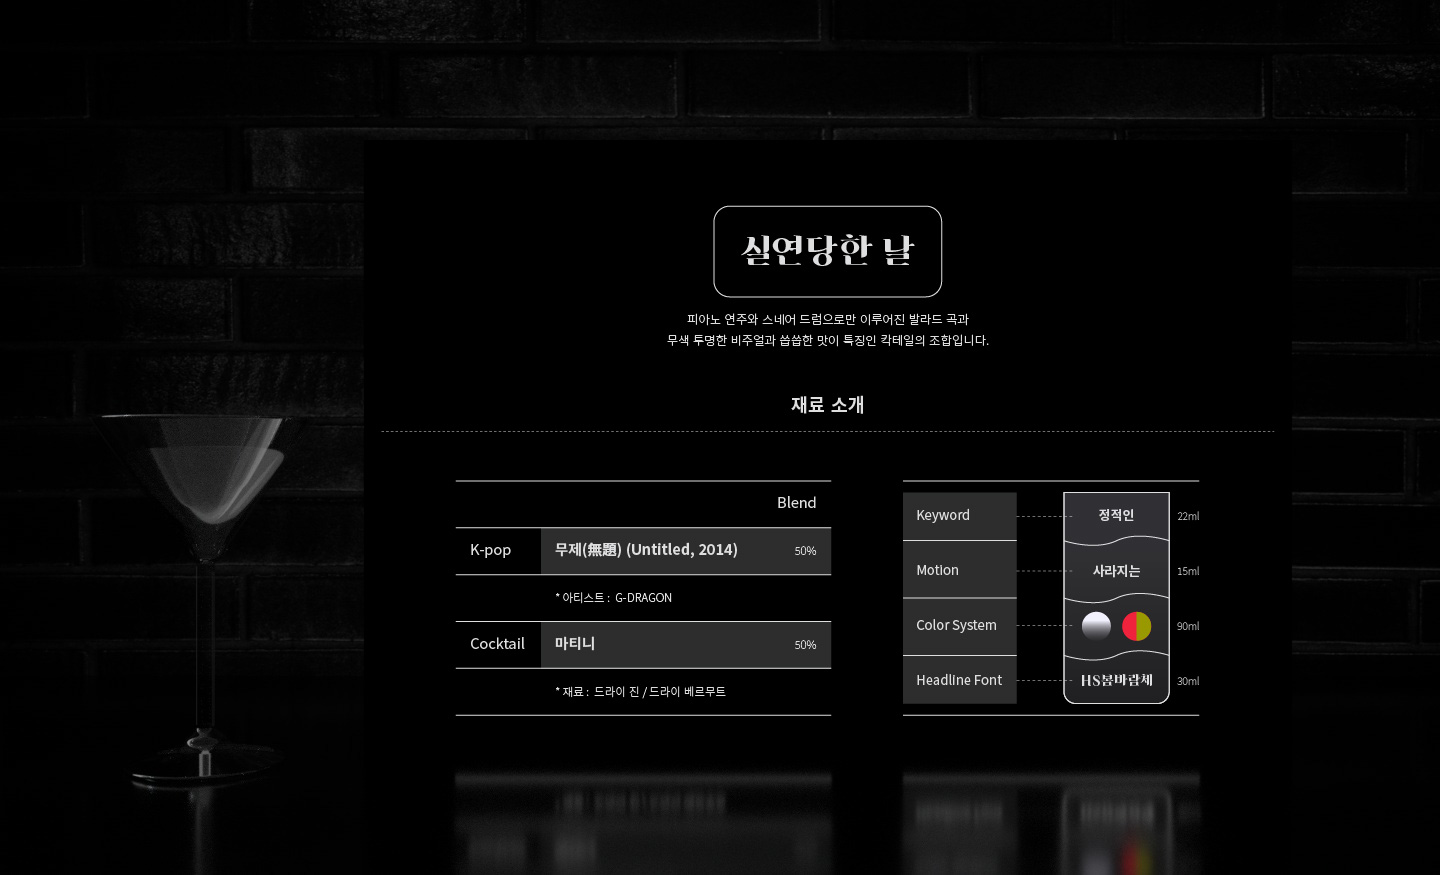 실연당한 날
피아노 연주와 스네어 드럼으로만 이루어진 발라드 곡과
무색 투명한 비주얼과 씁씁한 맛이 특징인 칵테일의 조합입니다.
재료 소개
Blend
K-pop 무제(無題) (Untitled, 2014) 50%
* 아티스트 : G-DRAGON
Cocktail 마티니 50%
* 재료 : 드라이 진 / 드라이 베르무트
Keyword 정적인 22ml
Motion 사라지는 15ml
Color System 90ml
Headline Font HS봄바람체 30ml